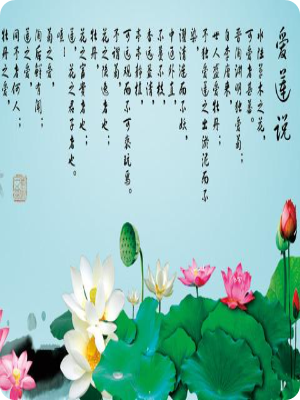 爱莲说
水陆草木之花，
可爱者甚蕃。
晋陶渊明独爱菊；
自李唐来，
世人盛爱牡丹；
予独爱莲之出淤泥而不
染，
濯清涟而不妖，
中通外直，
不蔓不枝，
香远益清，
亭亭静植，
可远观而不可亵玩焉。
予谓菊，
花之隐逸者也；
牡丹，
花之富贵者也；
莲，花之君子者也。
噫！
菊之爱，
陶后鲜有闻；
莲之爱，
同予者何人；
牡丹之爱，